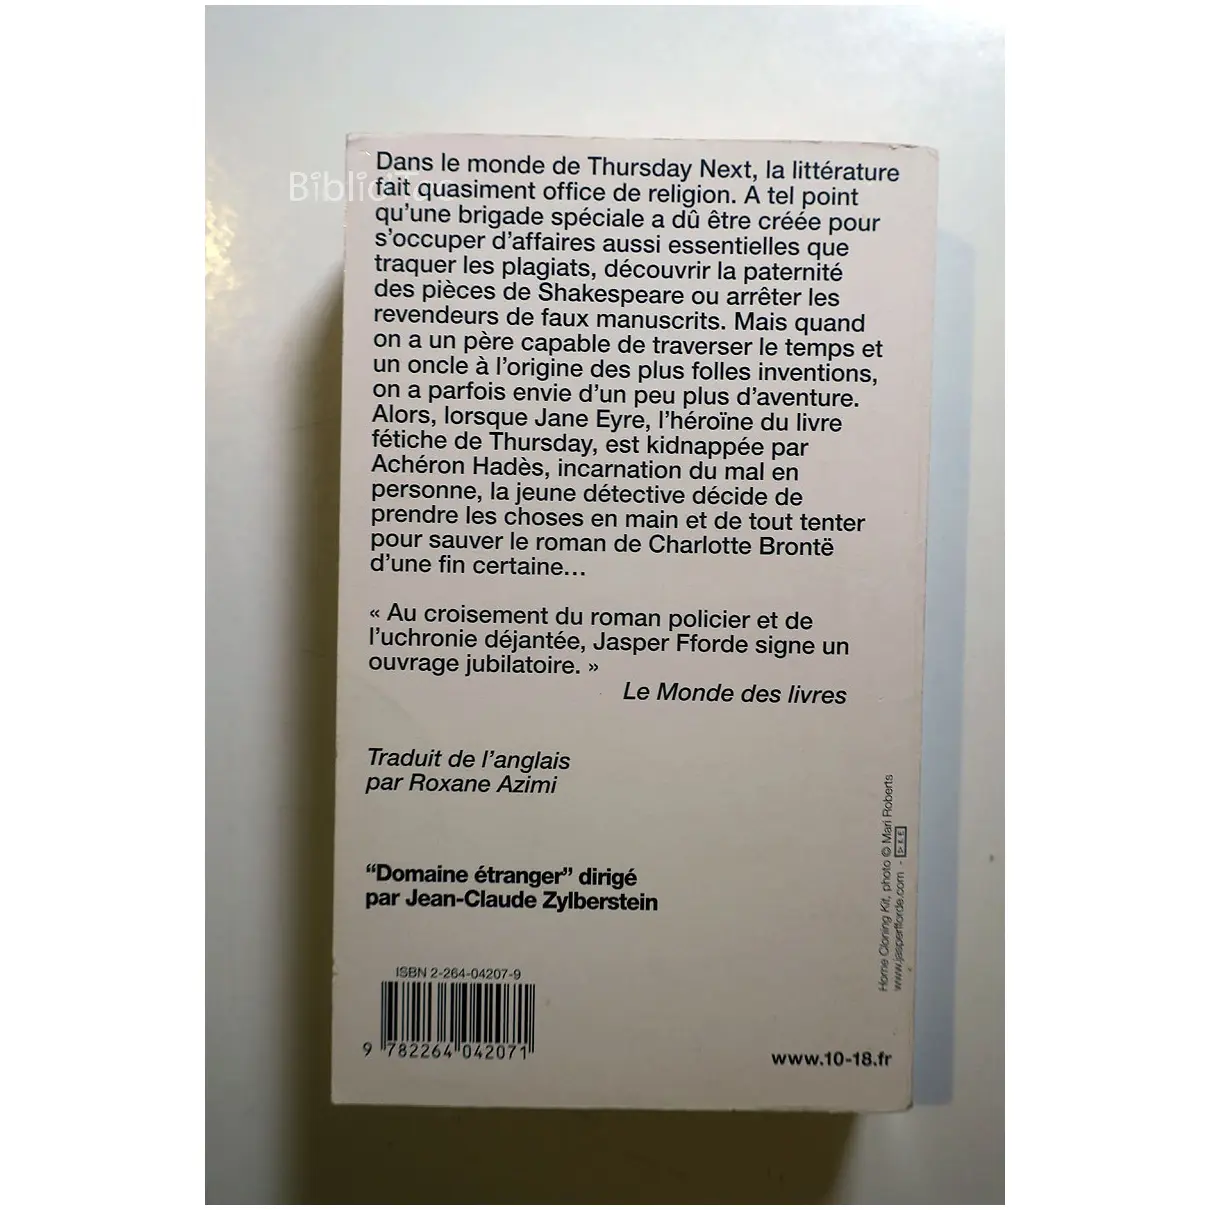 Dans le monde de Thursday Next, la littérature
fait quasiment office de religion. A tel point
qu'une brigade spéciale a dû être créée pour
s'occuper d'affaires aussi essentielles que
traquer les plagiats, découvrir la paternité
des pièces de Shakespeare ou arrêter les
revendeurs de faux manuscrits. Mais quand
on a un père capable de traverser le temps et
un oncle à l'origine des plus folles inventions,
on a parfois envie d'un peu plus d'aventure.
Alors, lorsque Jane Eyre, l'héroïne du livre
fétiche de Thursday, est kidnappée par
Achéron Hadès, incarnation du mal en
personne, la jeune détective décide de
prendre les choses en main et de tout tenter
pour sauver le roman de Charlotte Brontë
d'une fin certaine...
« Au croisement du roman policier et de
l'uchronie déjantée, Jasper Fforde signe un
ouvrage jubilatoire. »
Le Monde des livres
Traduit de l'anglais
par Roxane Azimi
"Domaine étranger" dirigé
par Jean-Claude Zylberstein
Home Cloning Kit, photo © Mari Roberts
www.jasperfforde.com -
ISBN 2-264-04207-9
9 782264 042071
www.10-18.fr